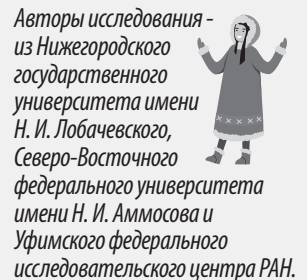 Авторы исследования -
из Нижегородского
государственного
университета имени
Н. И. Лобачевского,
Северо-Восточного
федерального университета
имени Н. И. Аммосова и
Уфимского федерального
исследовательского центра РАН.